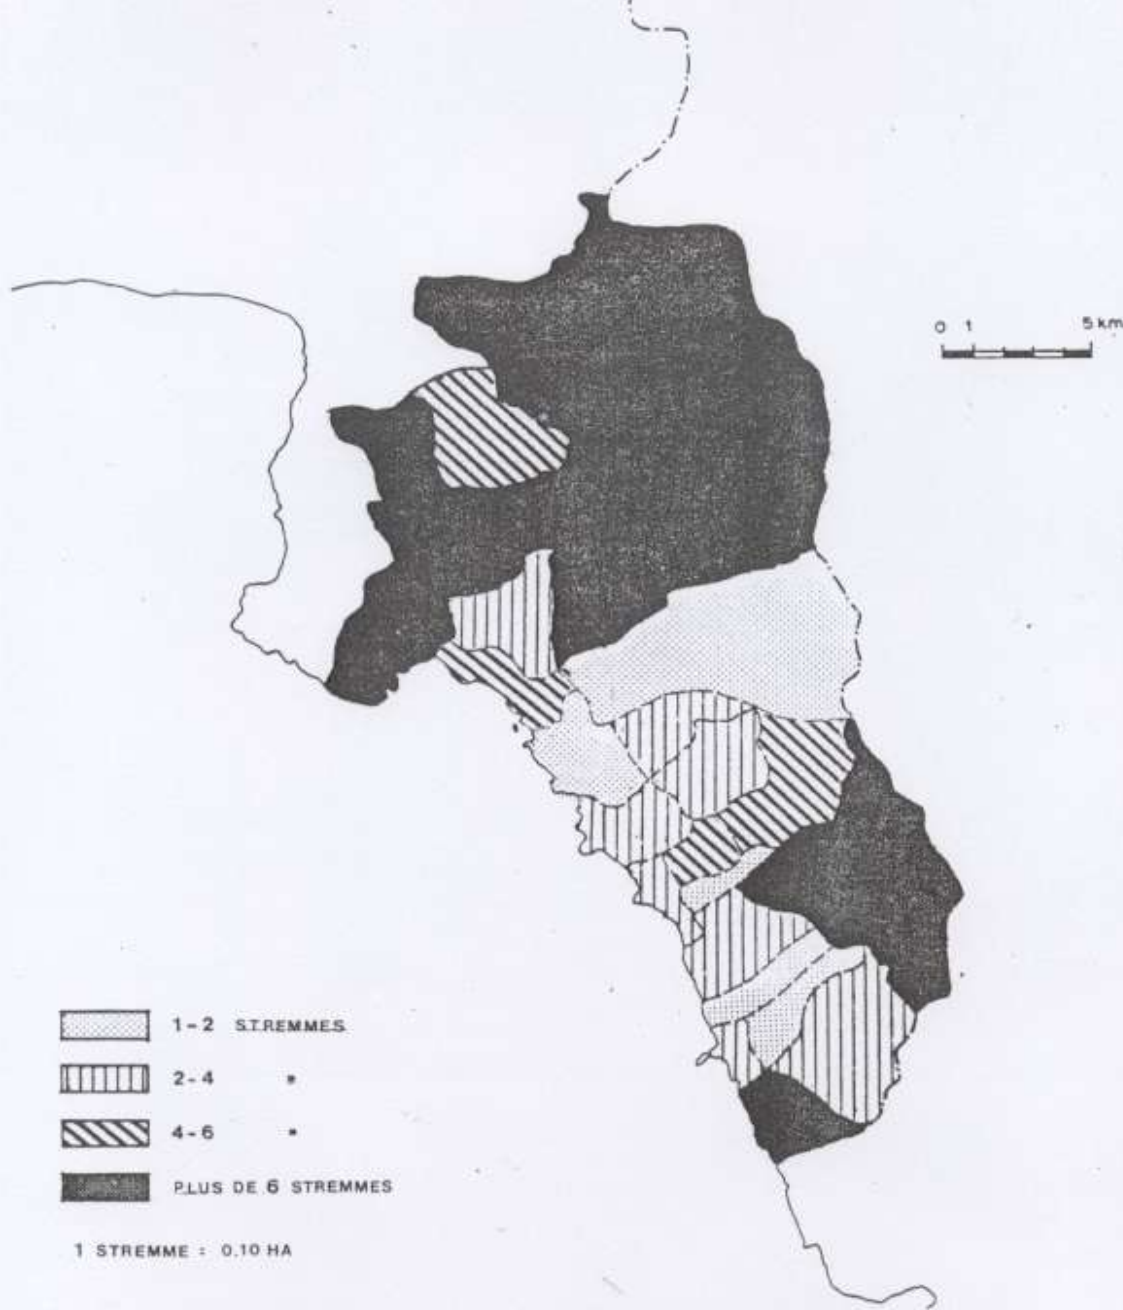 0 1 5 km
1-2 STREMMES
2-4 "
4-6 "
PLUS DE 6 STREMMES
1 STREMME : 0.10 HA